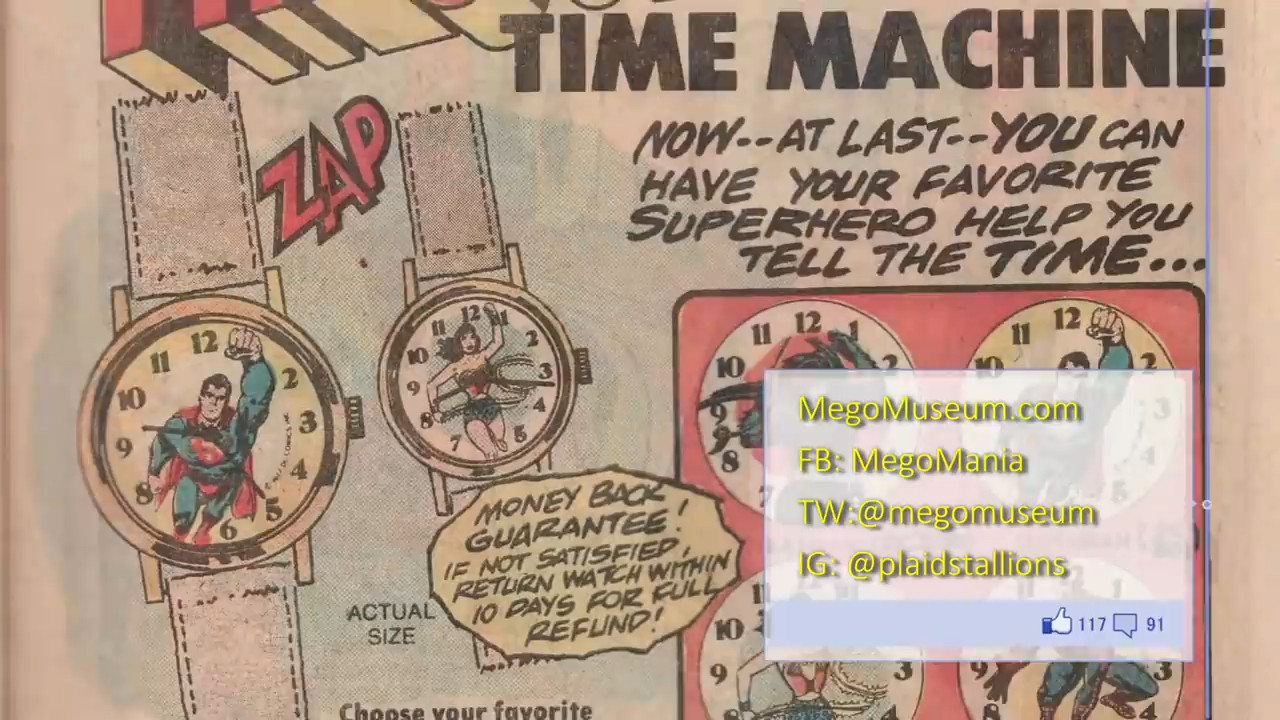 TIME MACHINE
ZAP
NOW--AT LAST--YOU CAN
HAVE YOUR FAVORITE
SUPERHERO HELP YOU
TELL THE TIME...
MONEY BACK
GUARANTEE!
IF NOT SATISFIED,
RETURN WATCH WITHIN
10 DAYS FOR FULL
REFUND!
ACTUAL
SIZE
Choose your favorite
MegoMuseum.com
FB: MegoMania
TW:@megomuseum
IG: @plaidstallions
117 91